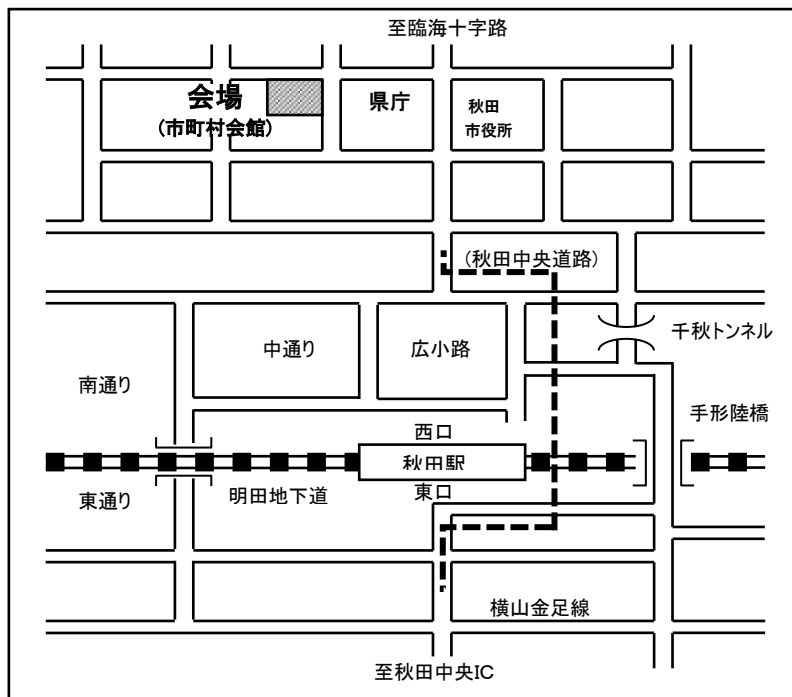 至臨海十字路
会場
(市町村会館)
県庁
秋田
市役所
(秋田中央道路)
千秋トンネル
中通り
広小路
南通り
手形陸橋
西口
秋田駅
東口
東通り
明田地下道
横山金足線
至秋田中央IC